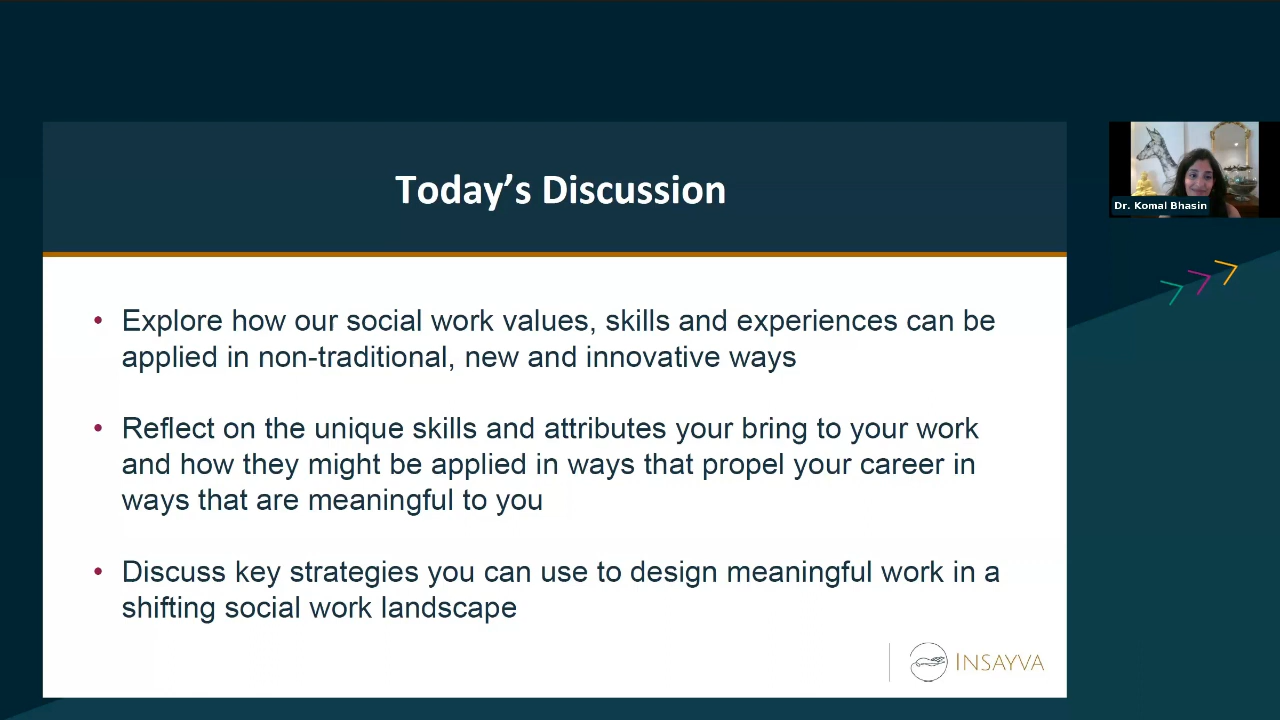 Today’s Discussion
Dr. Komal Bhasin
• Explore how our social work values, skills and experiences can be
applied in non-traditional, new and innovative ways
• Reflect on the unique skills and attributes your bring to your work
and how they might be applied in ways that propel your career in
ways that are meaningful to you
• Discuss key strategies you can use to design meaningful work in a
shifting social work landscape
INSAYVA